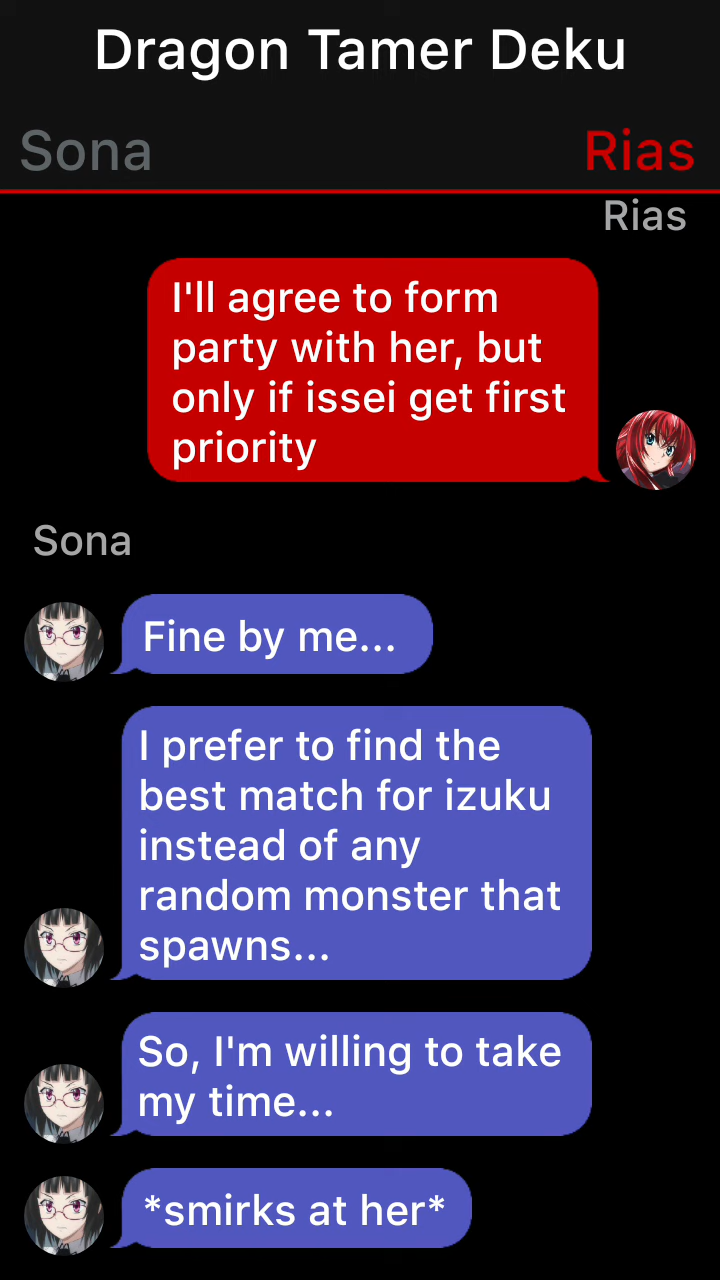 Dragon Tamer Deku
Sona
Rias
Rias
I'll agree to form
party with her, but
only if issei get first
priority
Sona
Fine by me...
I prefer to find the
best match for izuku
instead of any
random monster that
spawns...
So, I'm willing to take
my time...
*smirks at her*